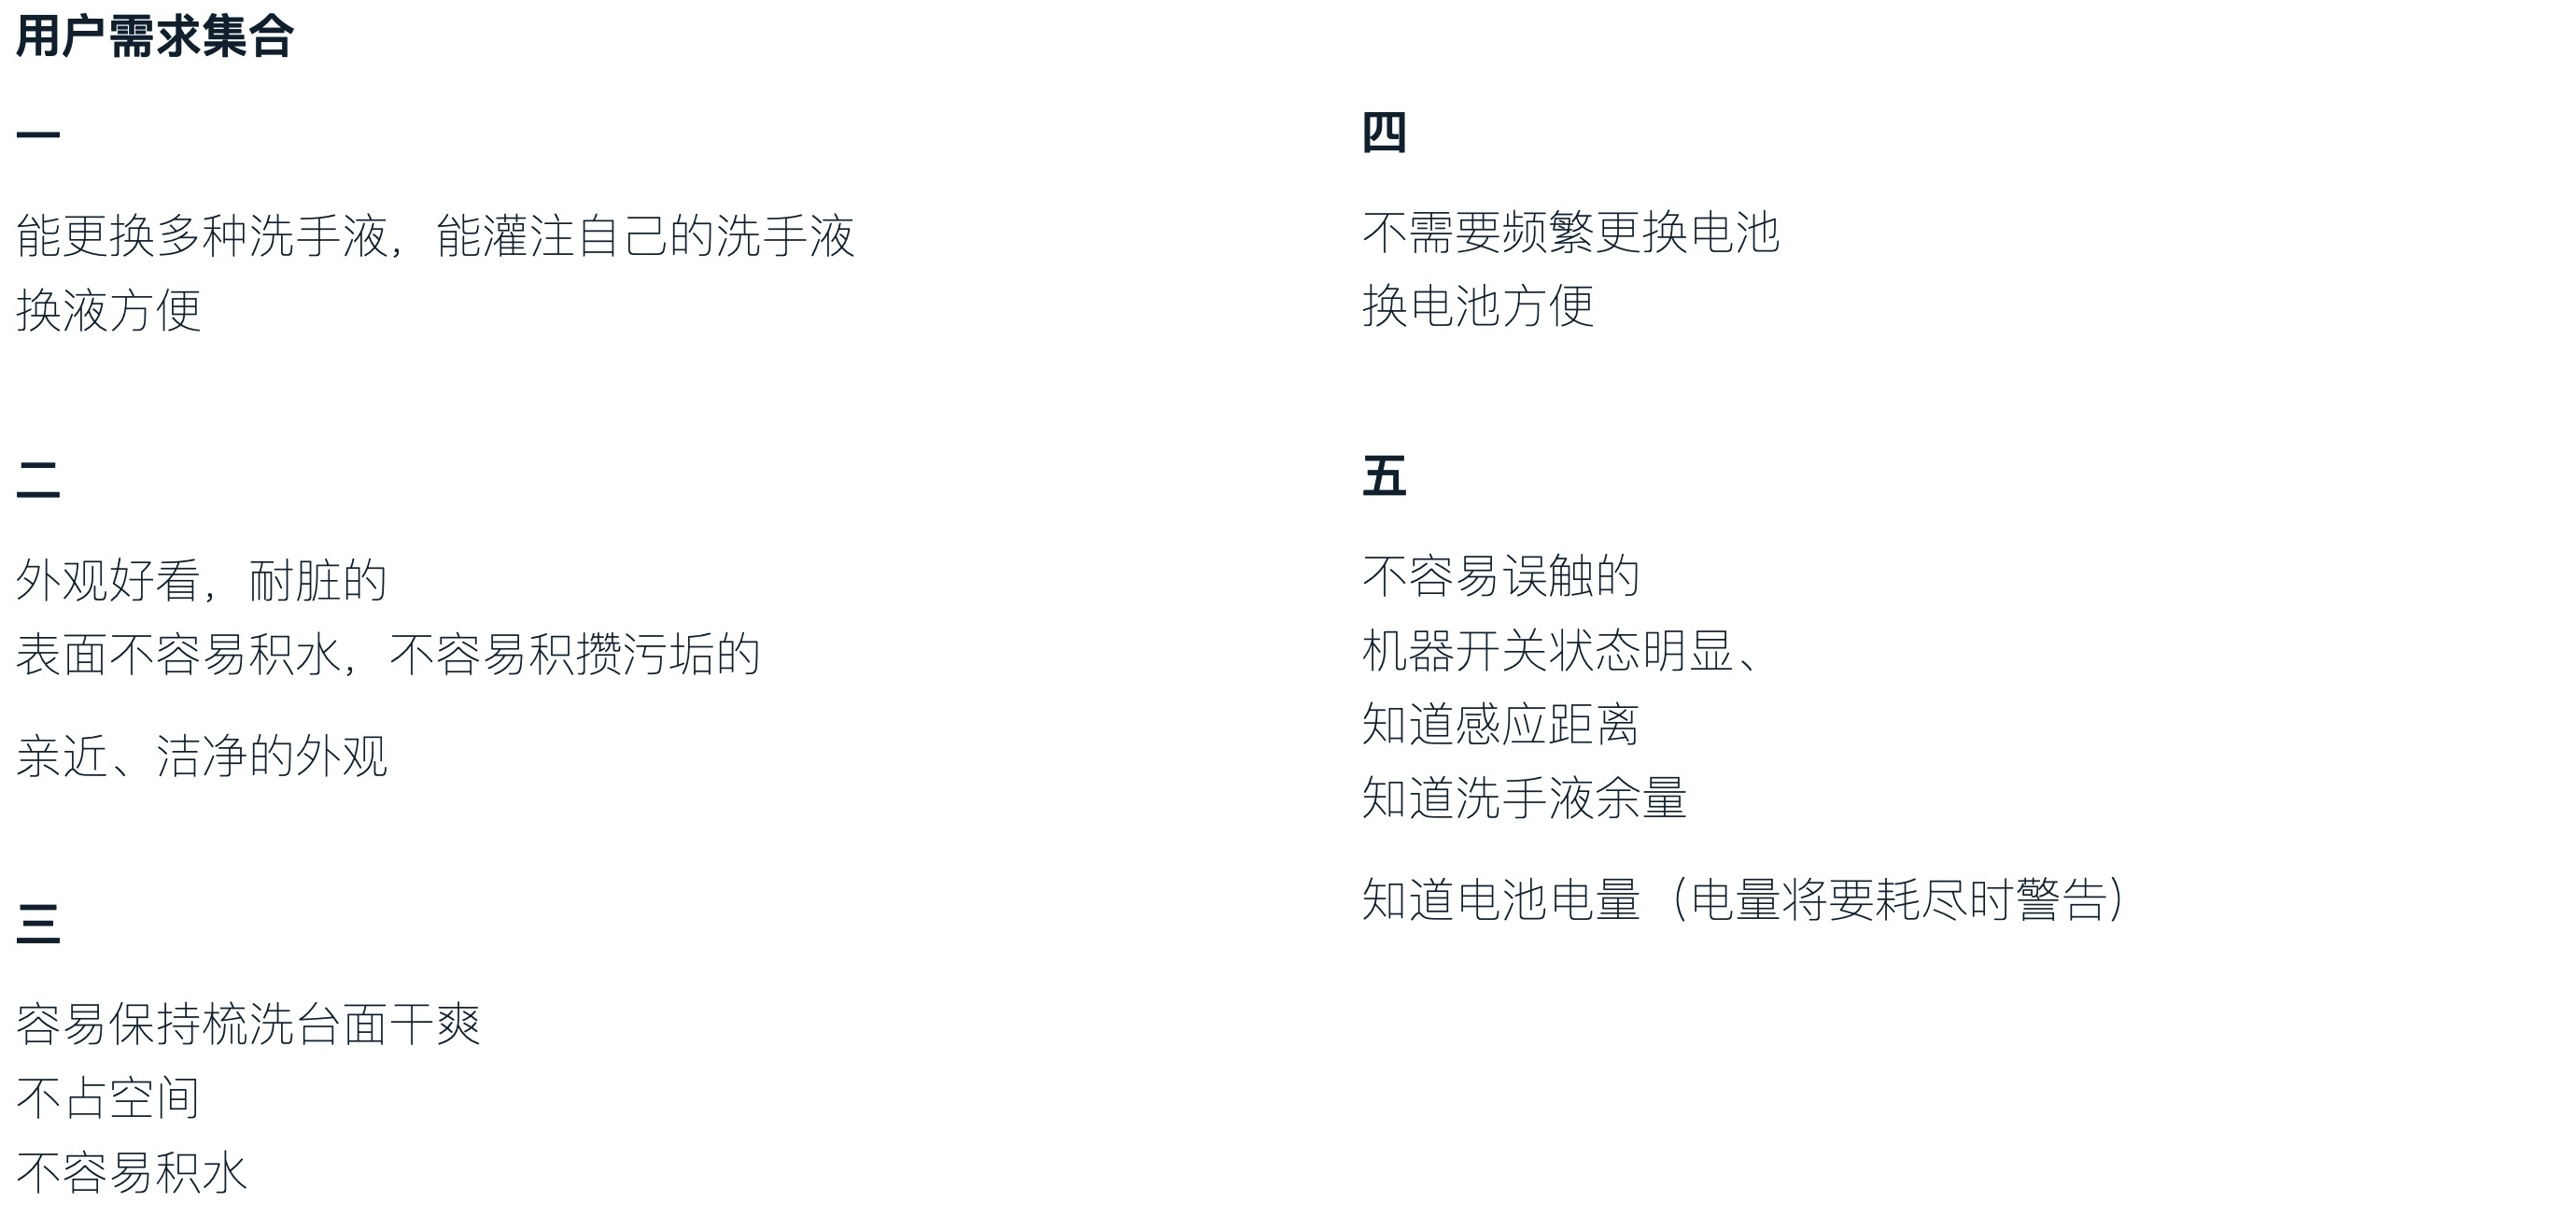 用户需求集合
一
能更换多种洗手液，能灌注自己的洗手液
换液方便
二
外观好看，耐脏的
表面不容易积水，不容易积攒污垢的
亲近、洁净的外观
三
容易保持梳洗台面干爽
不占空间
不容易积水
四
不需要频繁更换电池
换电池方便
五
不容易误触的
机器开关状态明显、
知道感应距离
知道洗手液余量
知道电池电量（电量将要耗尽时警告）